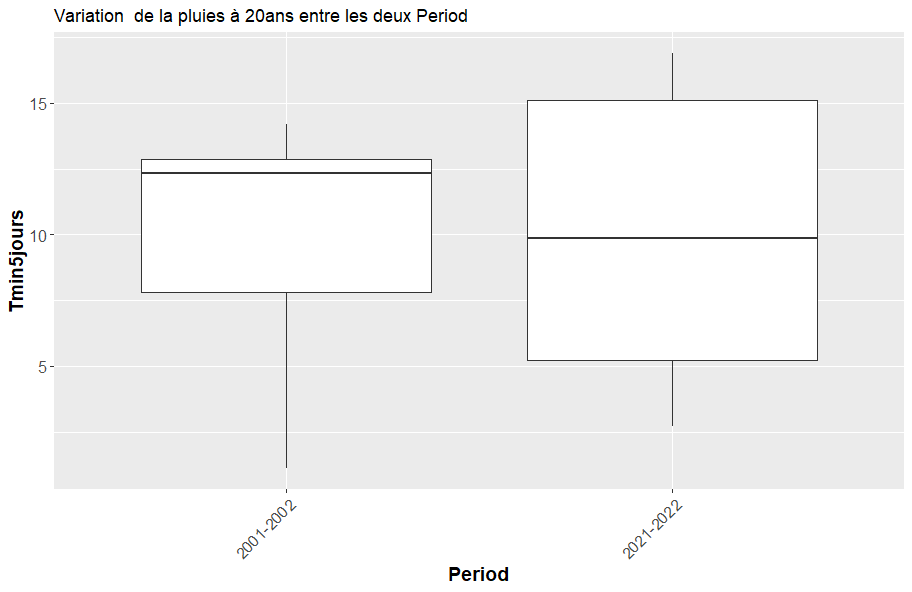 Variation  de la pluies à 20ans entre les deux Period
15
10
5
Tmin5jours
2001-2002
2021-2022
Period